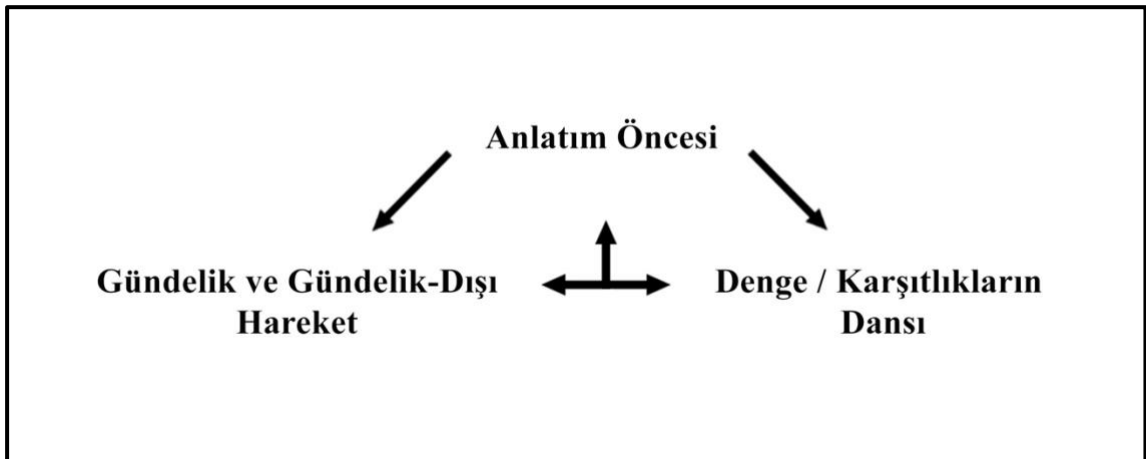 Anlatım Öncesi
Gündelik ve Gündelik-Dışı
Hareket
Denge / Karşıtlıkların
Dansı